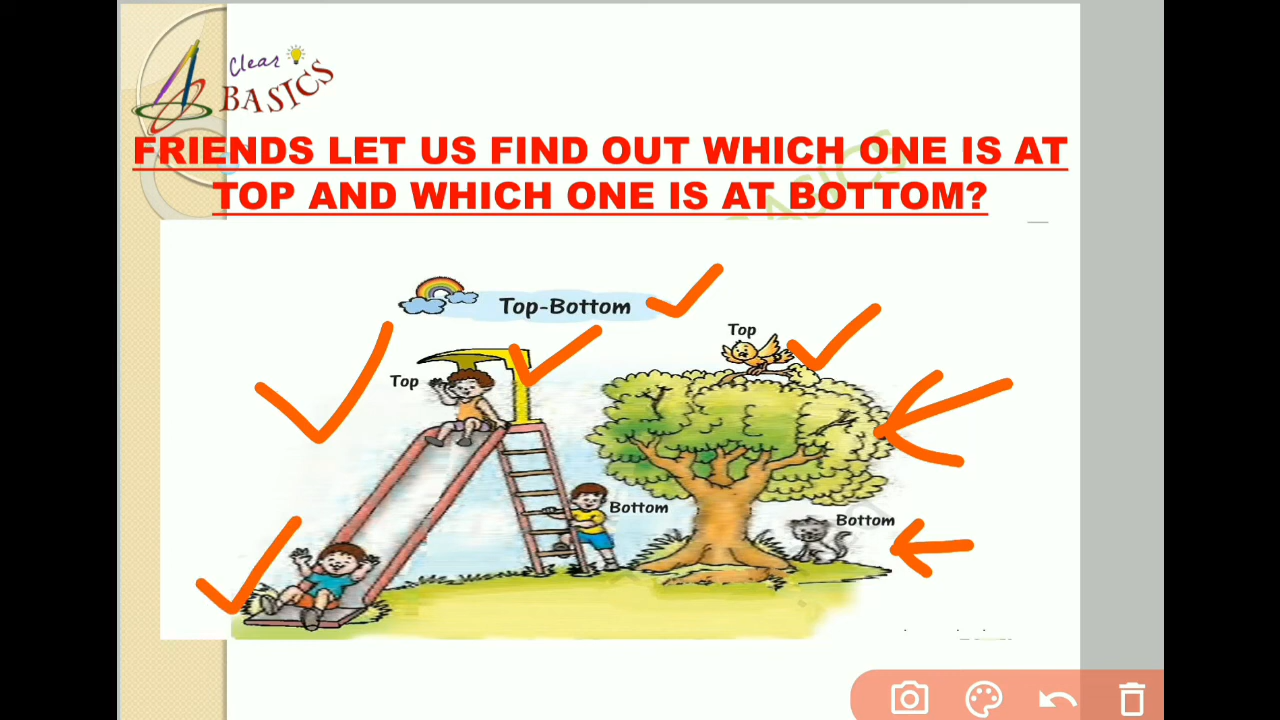 Clear
BASICS
FRIENDS LET US FIND OUT WHICH ONE IS AT
TOP AND WHICH ONE IS AT BOTTOM?
BASICS
Top-Bottom
Top
Top
Bottom
Bottom